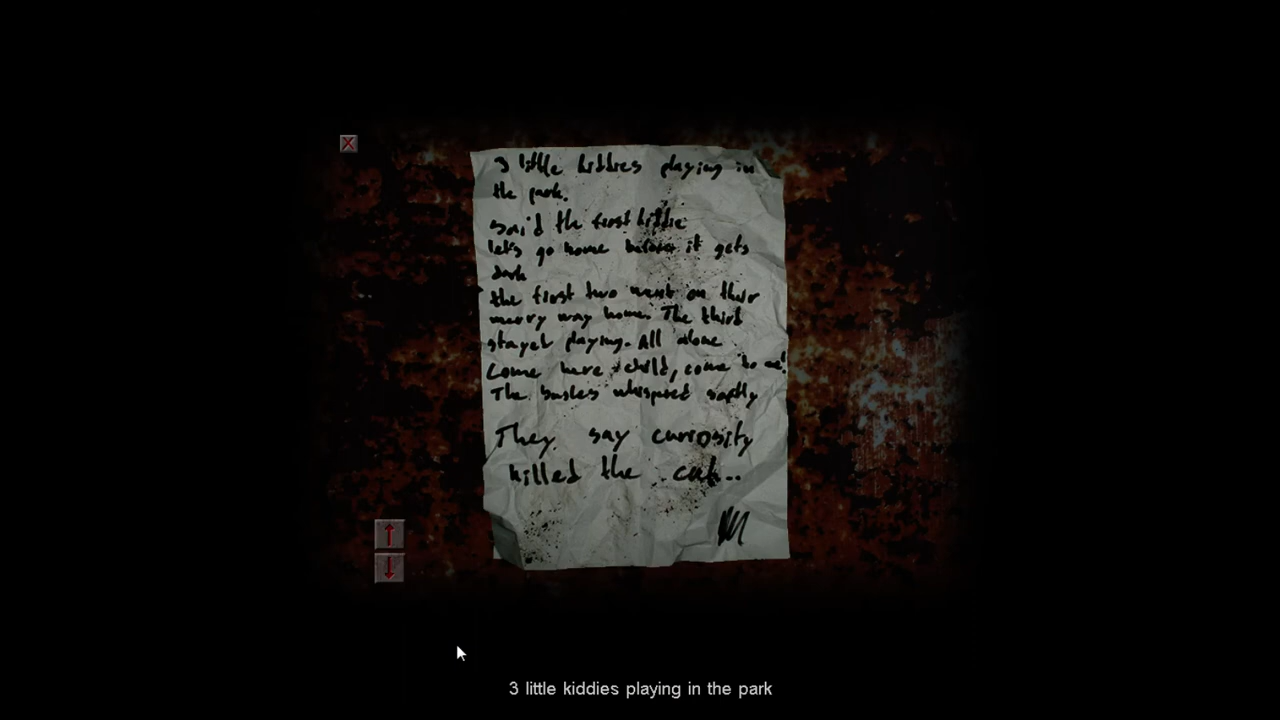 3 little kiddies playing in
the park.
said the first kiddie
let's go home before it gets
dark
the first two went on their
merry way home. The third
stayed playing. All alone
Come here child, come to me!
The bushes whispered softly
They say curiosity
killed the cat..
3 little kiddies playing in the park